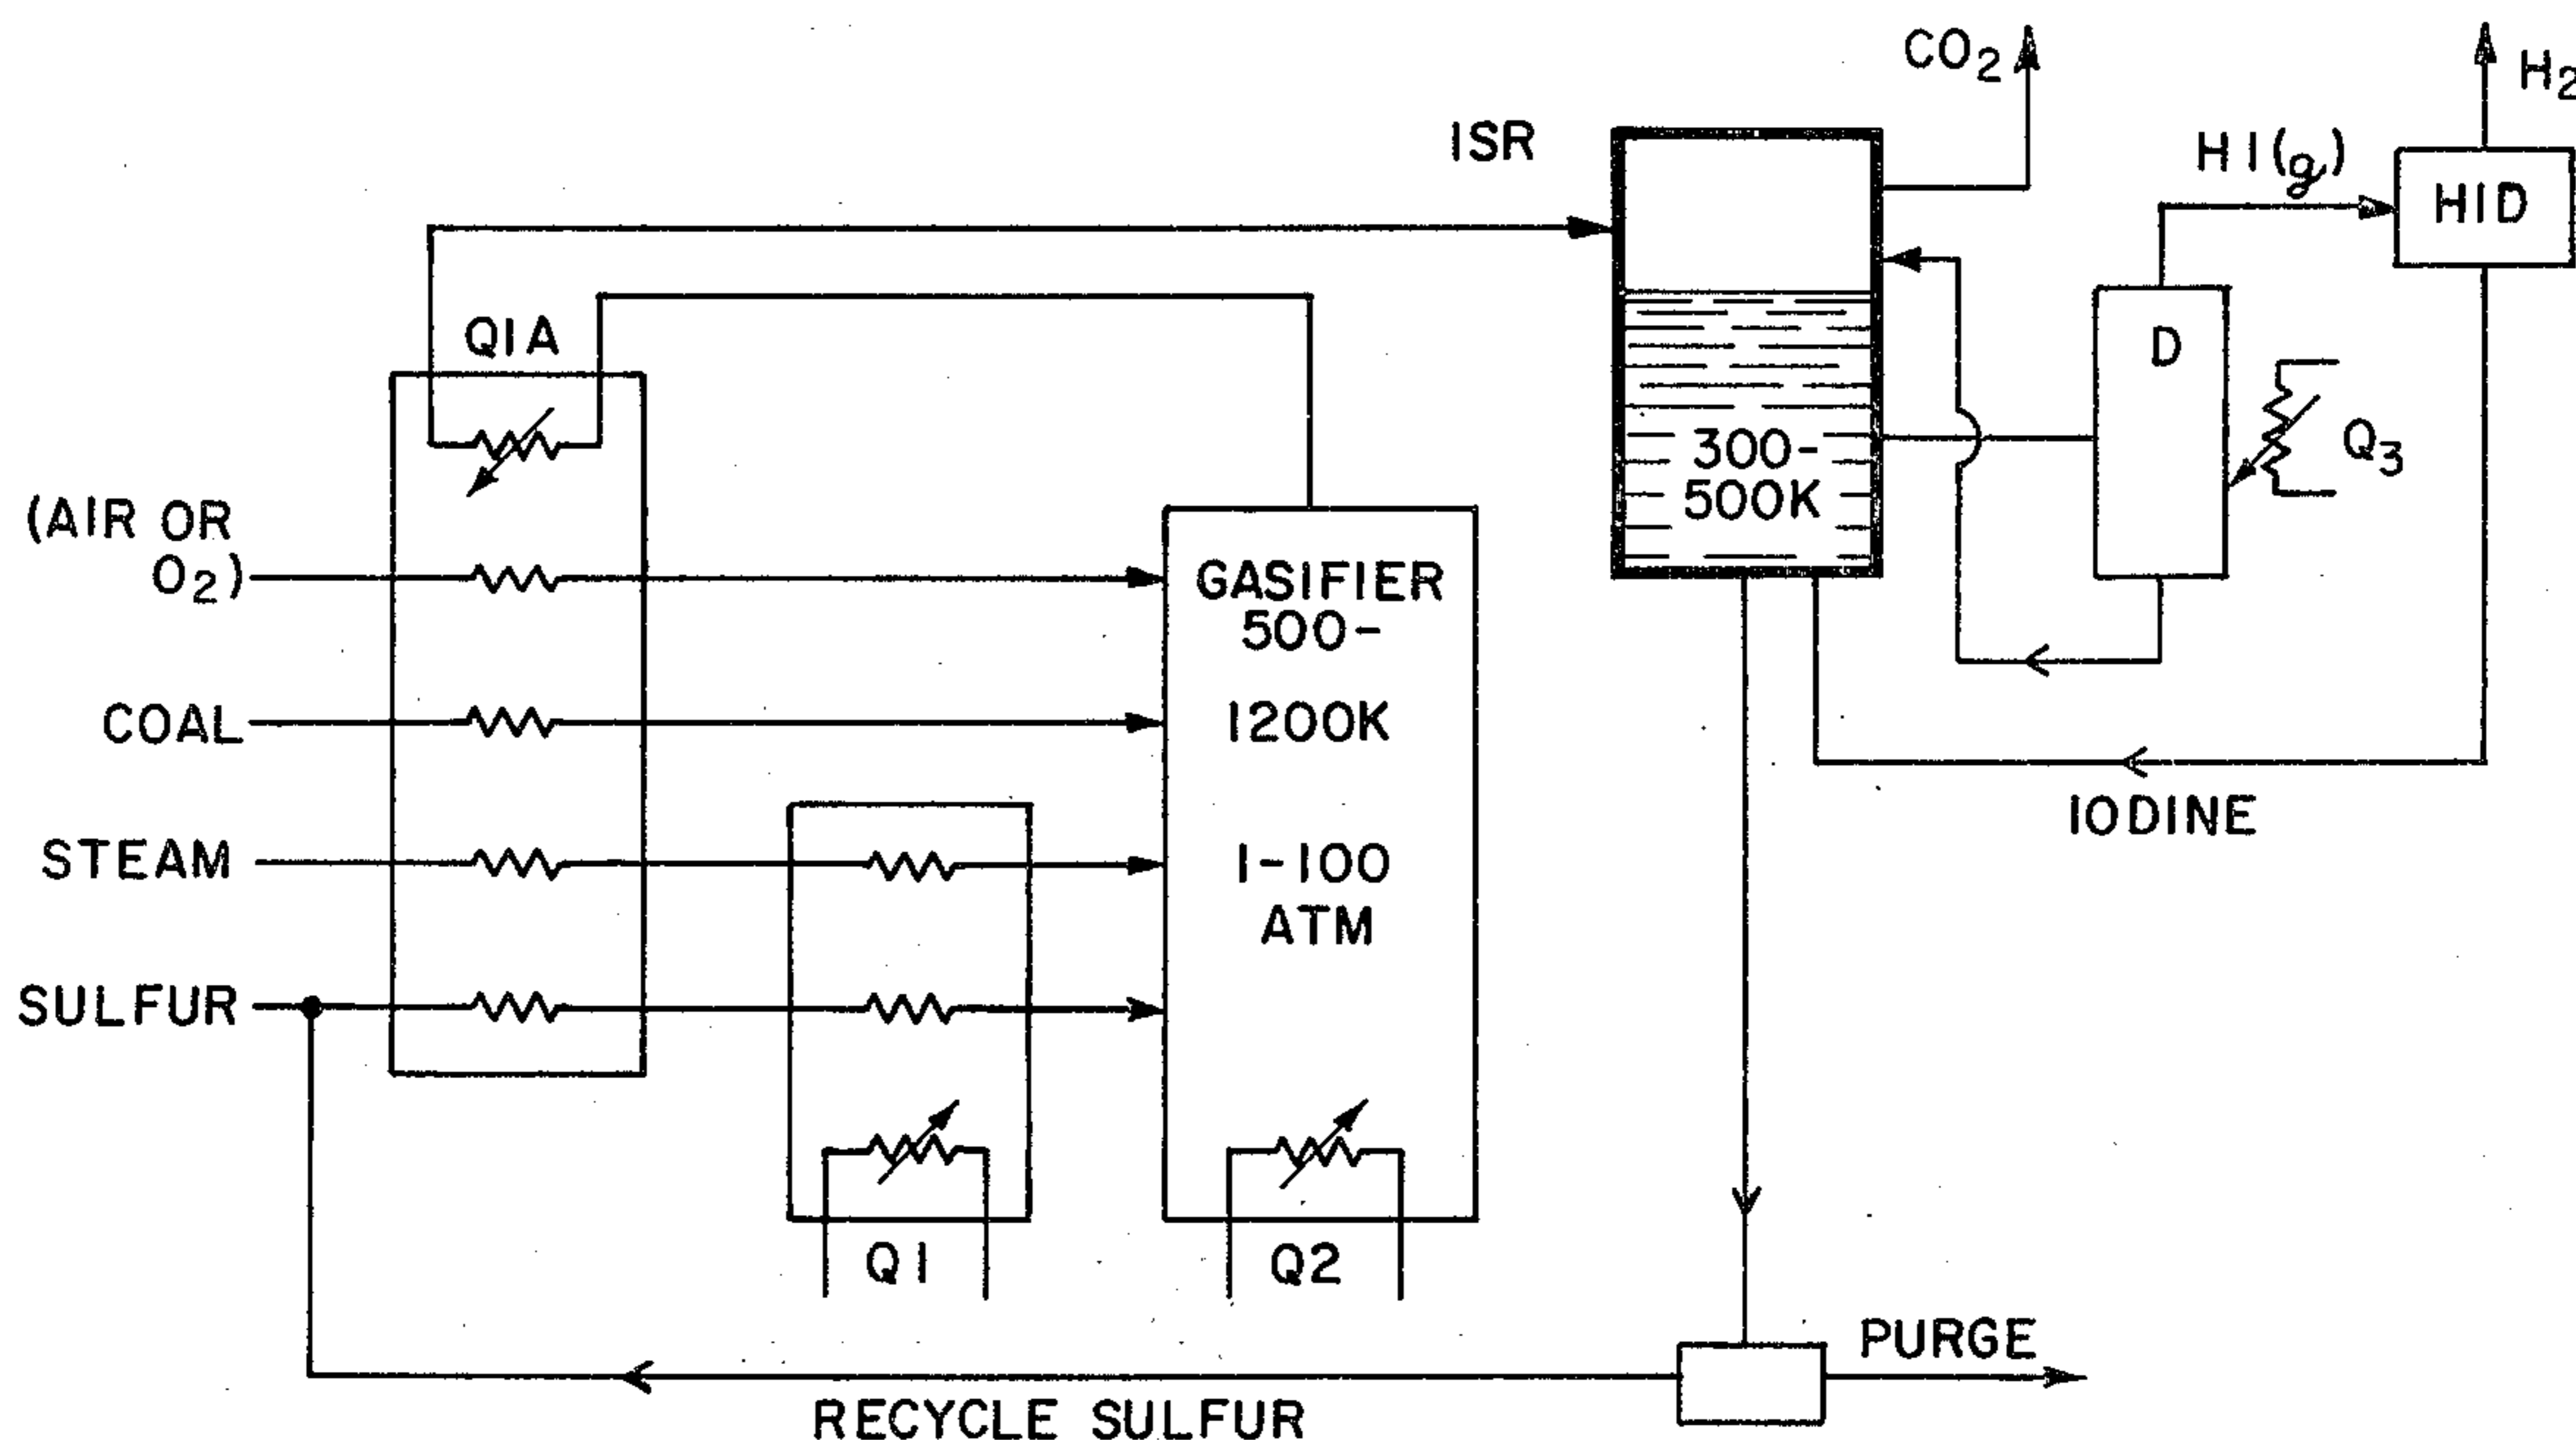 CO2
H2
ISR
HI(g)
HID
Q1A
D
Q3
300-
500K
(AIR OR
O2)
GASIFIER
500-
COAL
1200K
IODINE
STEAM
1-100
ATM
SULFUR
Q1
Q2
PURGE
RECYCLE SULFUR